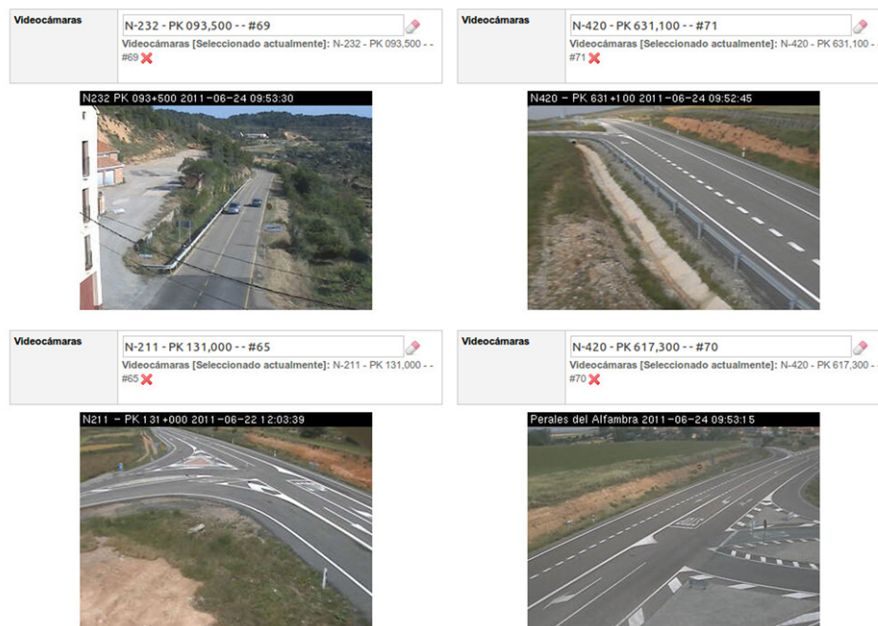 Videocámaras
N-232 - PK 093,500 - - #69
Videocámaras [Seleccionado actualmente]: N-232 - PK 093,500 - -
#69
N232 PK 093+500 2011-06-24 09:53:30
Videocámaras
N-420 - PK 631,100 - - #71
Videocámaras [Seleccionado actualmente]: N-420 - PK 631,100 -
#71
N420 - PK 631+100 2011-06-24 09:52:45
Videocámaras
N-211 - PK 131,000 - - #65
Videocámaras [Seleccionado actualmente]: N-211 - PK 131,000 - -
#65
N211 - PK 131+000 2011-06-22 12:03:39
Videocámaras
N-420 - PK 617,300 - - #70
Videocámaras [Seleccionado actualmente]: N-420 - PK 617,300 -
#70
Perales del Alfambra 2011-06-24 09:53:15